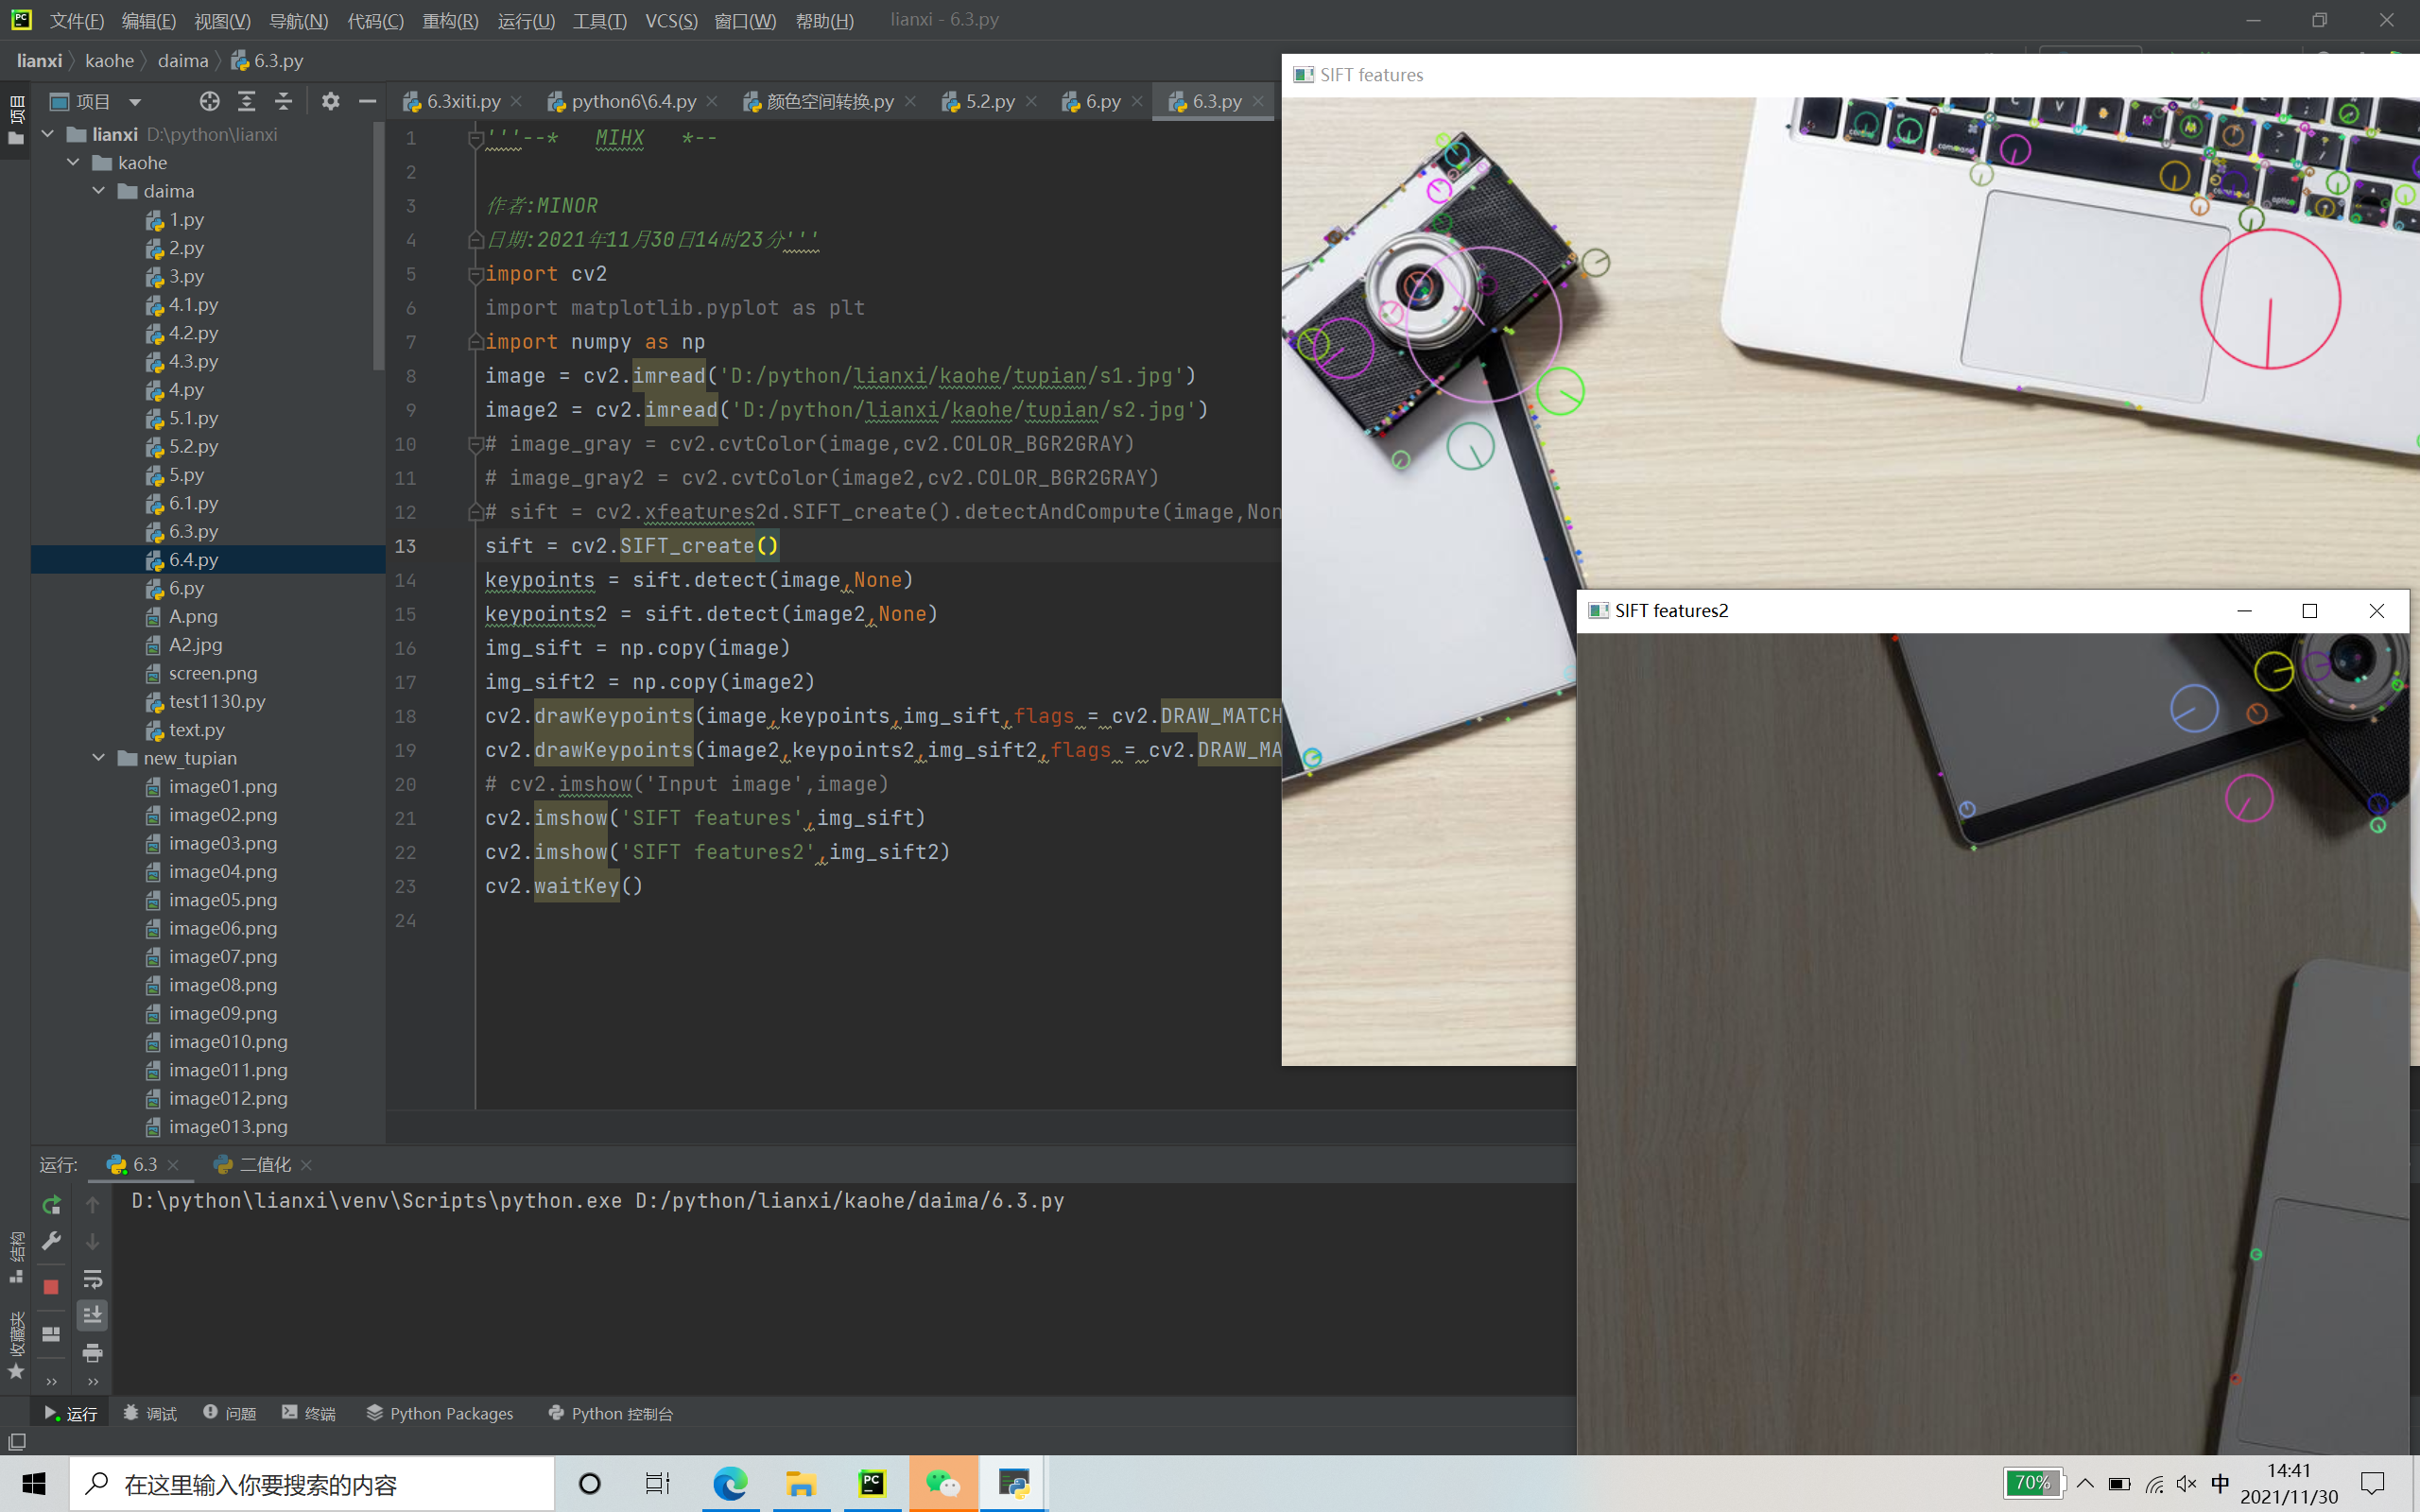 文件(F) 编辑(E) 视图(V) 导航(N) 代码(C) 重构(R) 运行(U) 工具(T) VCS(S) 窗口(W) 帮助(H) lianxi - 6.3.py
lianxi kaohe daima 6.3.py
项目
项目
6.3xiti.py python6\6.4.py 颜色空间转换.py 5.2.py 6.py 6.3.py
lianxi D:\python\lianxi
kaohe
daima
1.py
2.py
3.py
4.1.py
4.2.py
4.3.py
4.py
5.1.py
5.2.py
5.py
6.1.py
6.3.py
6.4.py
6.py
A.png
A2.jpg
screen.png
test1130.py
text.py
new_tupian
image01.png
image02.png
image03.png
image04.png
image05.png
image06.png
image07.png
image08.png
image09.png
image010.png
image011.png
image012.png
image013.png
1 '''--* MIHX *--
2
3 作者:MINOR
4 日期:2021年11月30日14时23分'''
5 import cv2
6 import matplotlib.pyplot as plt
7 import numpy as np
8 image = cv2.imread('D:/python/lianxi/kaohe/tupian/s1.jpg')
9 image2 = cv2.imread('D:/python/lianxi/kaohe/tupian/s2.jpg')
10 # image_gray = cv2.cvtColor(image,cv2.COLOR_BGR2GRAY)
11 # image_gray2 = cv2.cvtColor(image2,cv2.COLOR_BGR2GRAY)
12 # sift = cv2.xfeatures2d.SIFT_create().detectAndCompute(image,Non
13 sift = cv2.SIFT_create()
14 keypoints = sift.detect(image,None)
15 keypoints2 = sift.detect(image2,None)
16 img_sift = np.copy(image)
17 img_sift2 = np.copy(image2)
18 cv2.drawKeypoints(image,keypoints,img_sift,flags = cv2.DRAW_MATCH
19 cv2.drawKeypoints(image2,keypoints2,img_sift2,flags = cv2.DRAW_MA
20 # cv2.imshow('Input image',image)
21 cv2.imshow('SIFT features',img_sift)
22 cv2.imshow('SIFT features2',img_sift2)
23 cv2.waitKey()
24
SIFT features
command
command
option
SIFT features2
结构
收藏夹
运行: 6.3 二值化
D:\python\lianxi\venv\Scripts\python.exe D:/python/lianxi/kaohe/daima/6.3.py
运行 调试 问题 终端 Python Packages Python 控制台
在这里输入你要搜索的内容
70% 中 14:41
2021/11/30